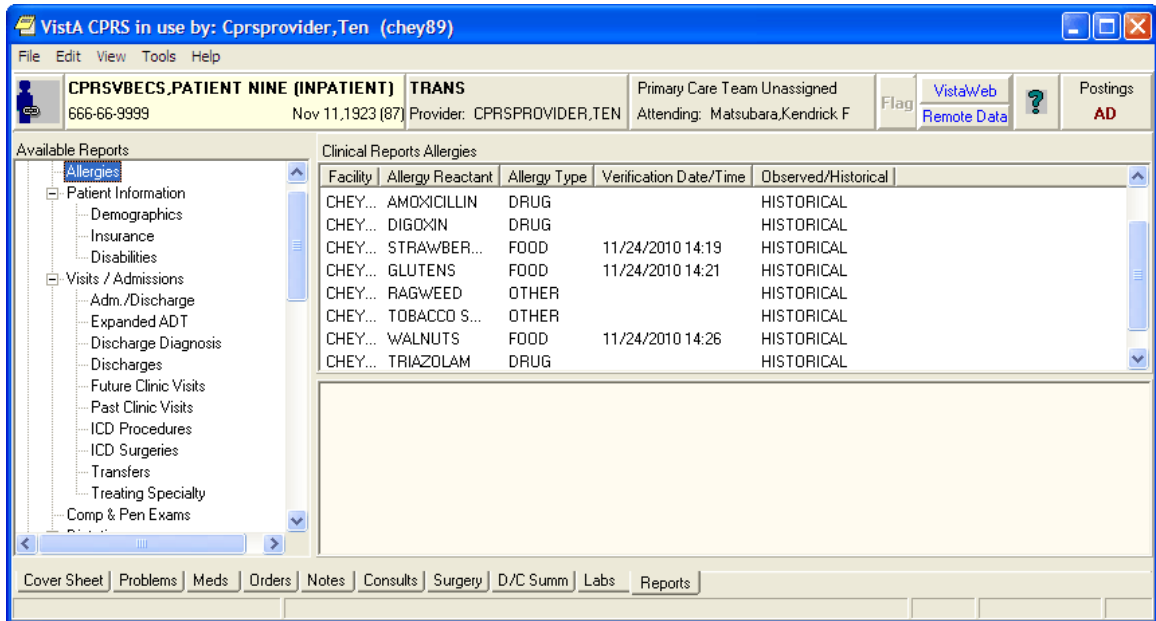 VistA CPRS in use by: Cprsprovider,Ten (chey89)
File Edit View Tools Help
CPRSVBECS,PATIENT NINE (INPATIENT) TRANS Primary Care Team Unassigned Flag VistaWeb ? Postings
666-66-9999 Nov 11,1923 (87) Provider: CPRSPROVIDER,TEN Attending: Matsubara,Kendrick F Remote Data AD
Available Reports
Allergies
Patient Information
Demographics
Insurance
Disabilities
Visits / Admissions
Adm./Discharge
Expanded ADT
Discharge Diagnosis
Discharges
Future Clinic Visits
Past Clinic Visits
ICD Procedures
ICD Surgeries
Transfers
Treating Specialty
Comp & Pen Exams
Clinical Reports Allergies
Facility Allergy Reactant Allergy Type Verification Date/Time Observed/Historical
CHEY... AMOXICILLIN DRUG HISTORICAL
CHEY... DIGOXIN DRUG HISTORICAL
CHEY... STRAWBER... FOOD 11/24/2010 14:19 HISTORICAL
CHEY... GLUTENS FOOD 11/24/2010 14:21 HISTORICAL
CHEY... RAGWEED OTHER HISTORICAL
CHEY... TOBACCO S... OTHER HISTORICAL
CHEY... WALNUTS FOOD 11/24/2010 14:26 HISTORICAL
CHEY... TRIAZOLAM DRUG HISTORICAL
Cover Sheet Problems Meds Orders Notes Consults Surgery D/C Summ Labs Reports